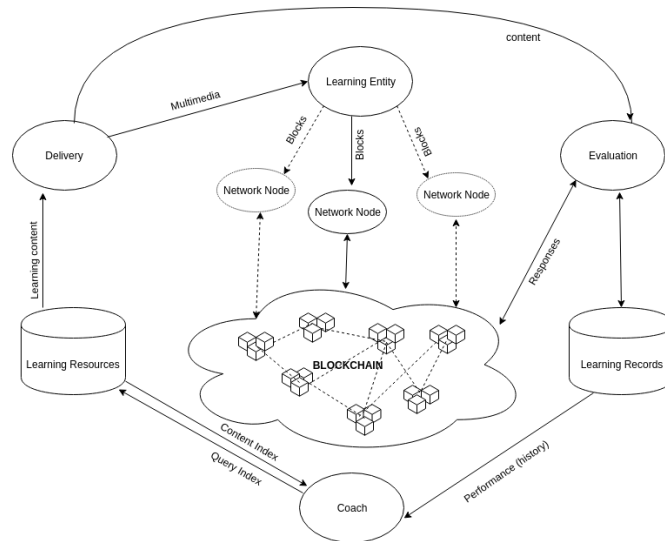 content
Learning Entity
Multimedia
Blocks
Blocks
Blocks
Delivery
Evaluation
Network Node
Network Node
Network Node
Learning content
Responses
Learning Resources
BLOCKCHAIN
Learning Records
Content Index
Query Index
Performance (history)
Coach